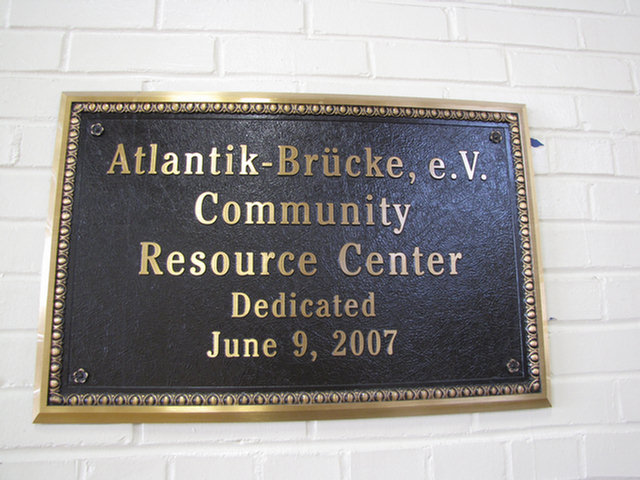 Atlantik-Brücke, e.V.
Community
Resource Center
Dedicated
June 9, 2007